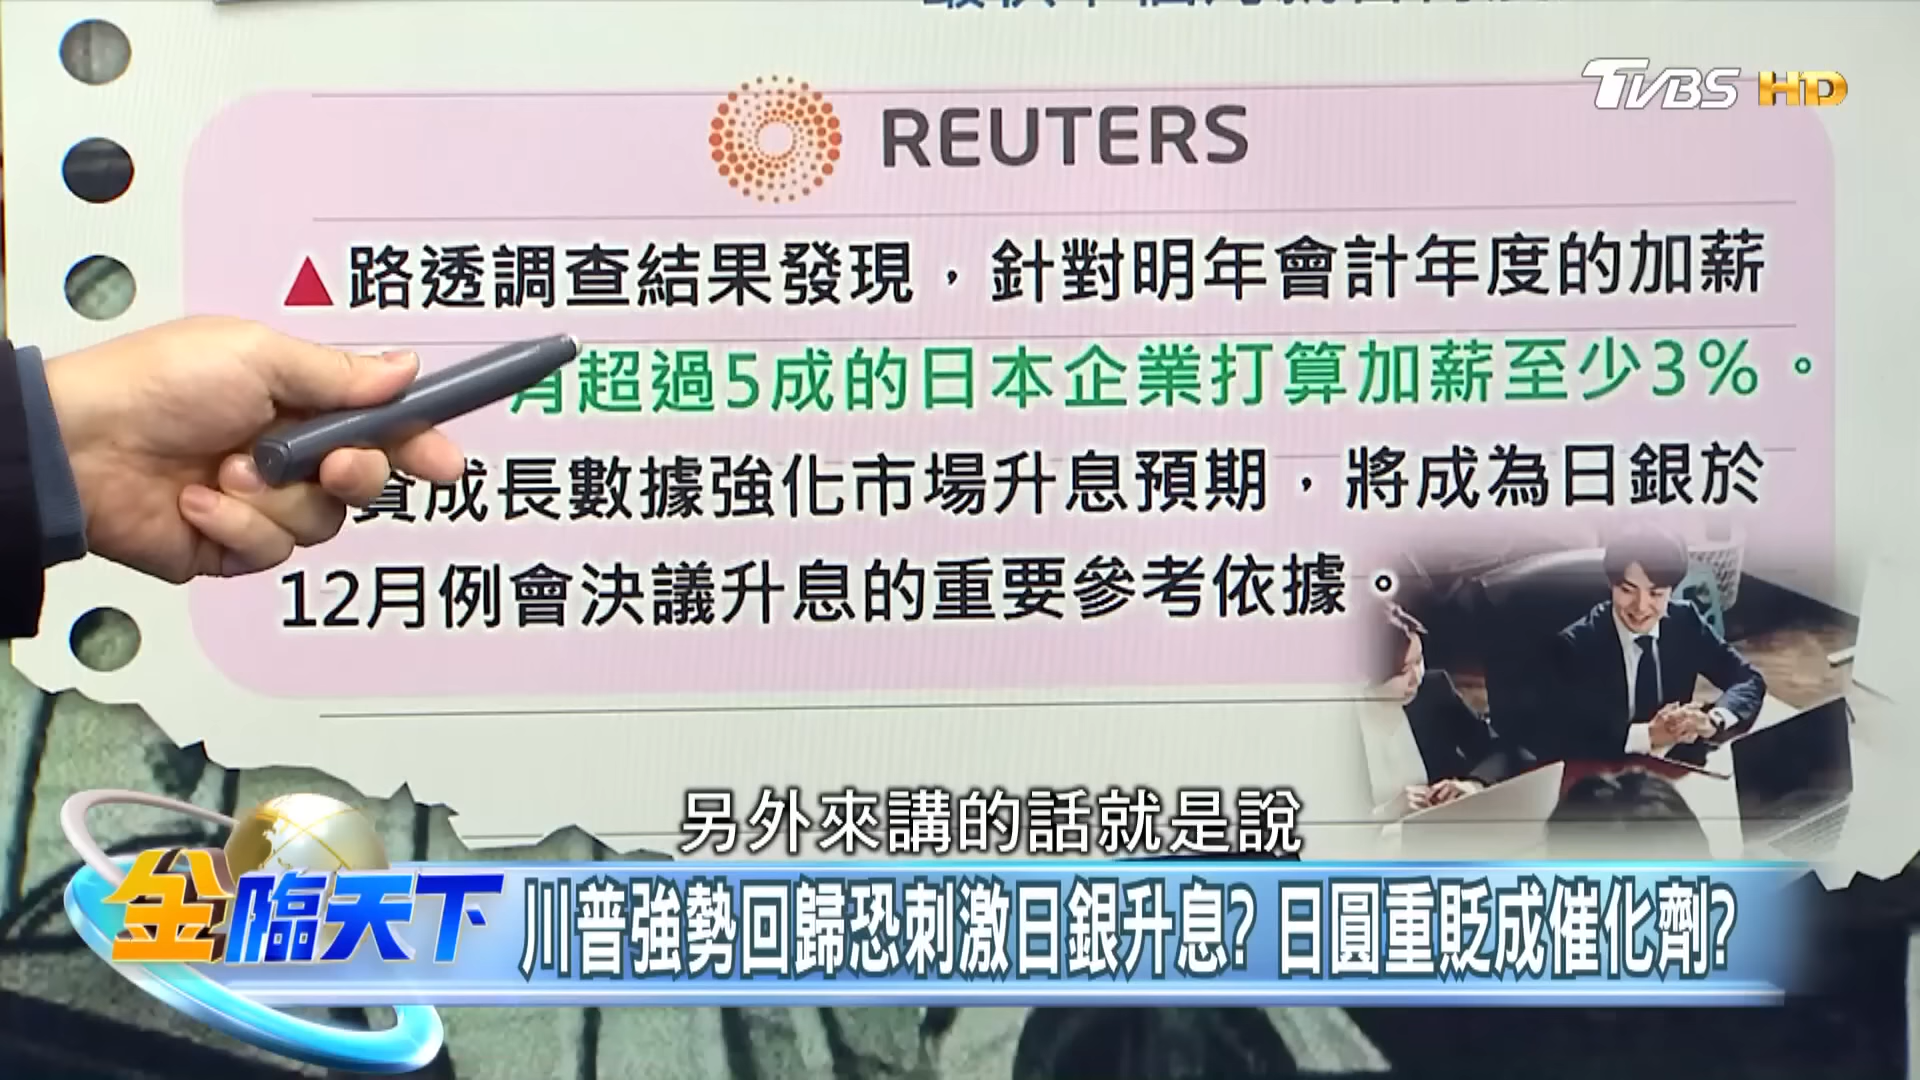 TVBS HD
REUTERS
▲路透調查結果發現，針對明年會計年度的加薪
有超過5成的日本企業打算加薪至少3%。
資成長數據強化市場升息預期，將成為日銀於
12月例會決議升息的重要參考依據。
另外來講的話就是說
金臨天下
川普強勢回歸恐刺激日銀升息? 日圓重貶成催化劑?